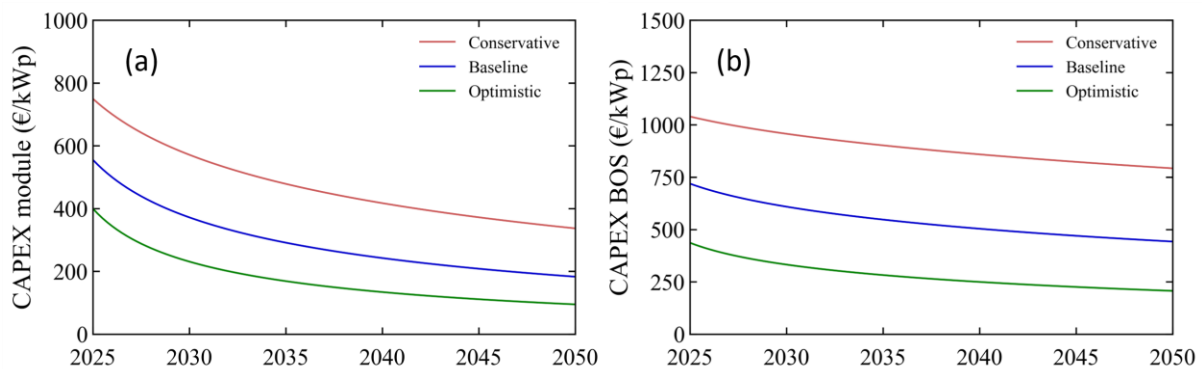 (a)
Conservative
Baseline
Optimistic
CAPEX module (€/kWp)
1000
800
600
400
200
0
2025 2030 2035 2040 2045 2050
(b)
Conservative
Baseline
Optimistic
CAPEX BOS (€/kWp)
1500
1250
1000
750
500
250
0
2025 2030 2035 2040 2045 2050